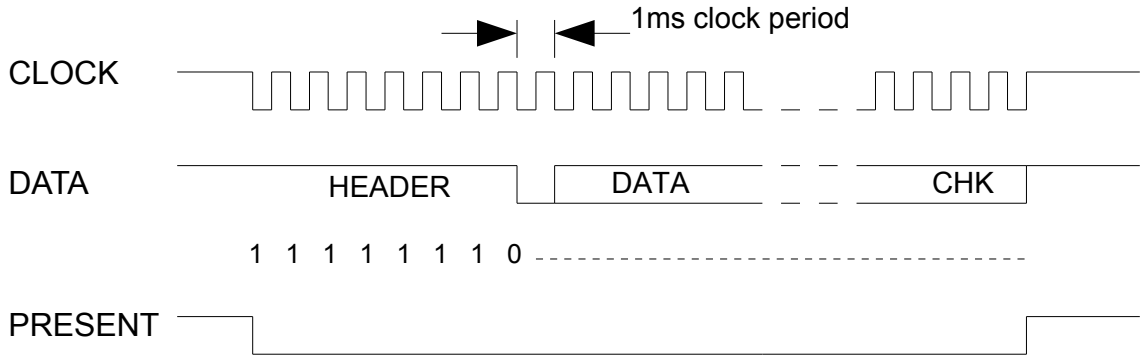 1ms clock period
CLOCK
DATA
HEADER
DATA
CHK
1 1 1 1 1 1 1 0
PRESENT